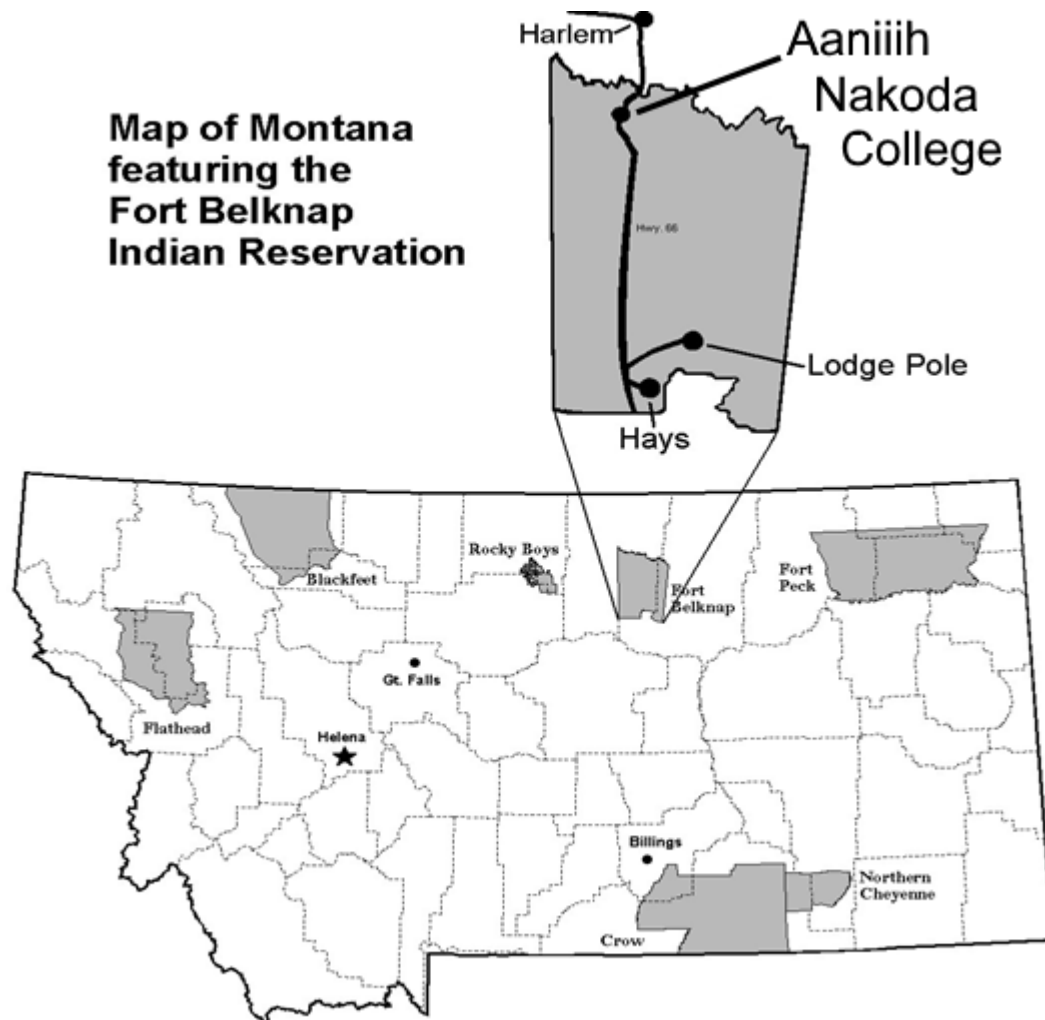 Map of Montana
featuring the
Fort Belknap
Indian Reservation
Harlem
Aaniiih
Nakoda
College
Hwy. 66
Lodge Pole
Hays
Blackfeet
Rocky Boys
Fort
Belknap
Fort
Peck
Flathead
Gt. Falls
Helena
Billings
Northern
Cheyenne
Crow